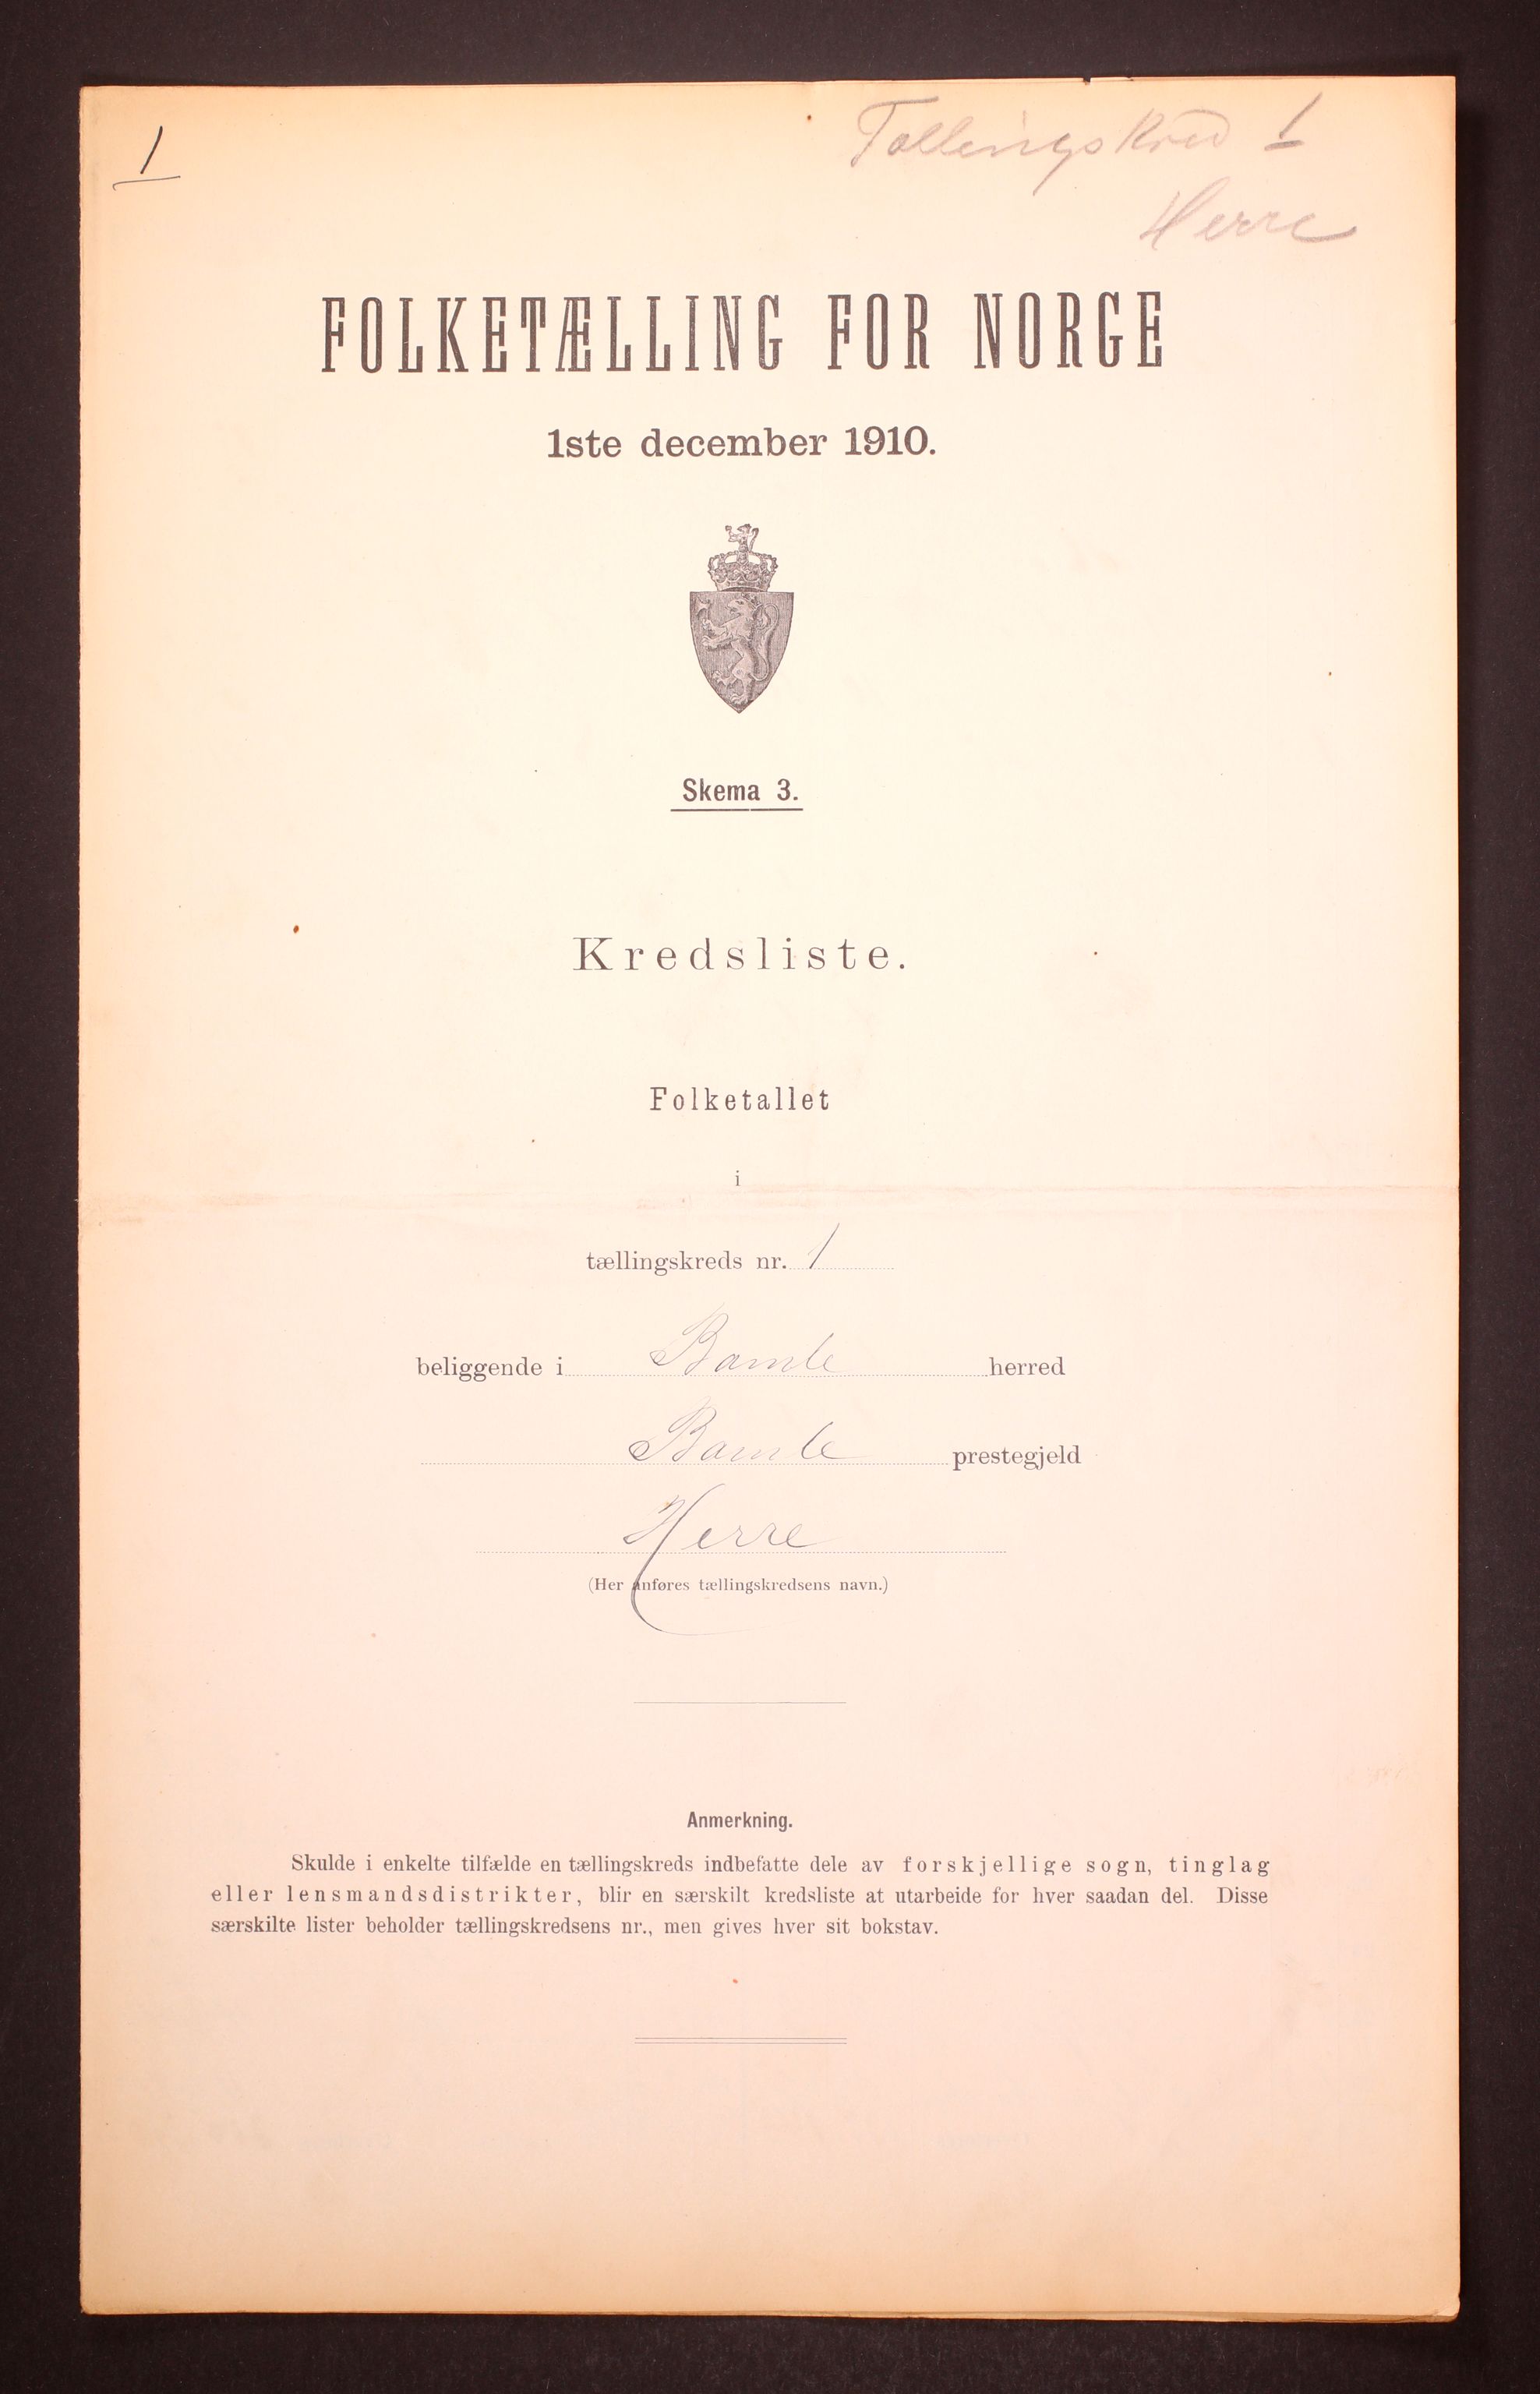 1
Tællingskred 1
Herre
FOLKETÆLLING FOR NORGE
1ste december 1910.
Skema 3.
Kredsliste.
Folketallet
i
tællingskreds nr. 1
beliggende i Bamle herred
Bamle prestegjeld
Herre
(Her anføres tællingskredsens navn.)
Anmerkning.
Skulde i enkelte tilfælde en tællingskreds indbefatte dele av forskjellige sogn, tinglag
eller lensmandsdistrikter, blir en særskilt kredsliste at utarbeide for hver saadan del. Disse
særskilte lister beholder tællingskredsens nr., men gives hver sit bokstav.